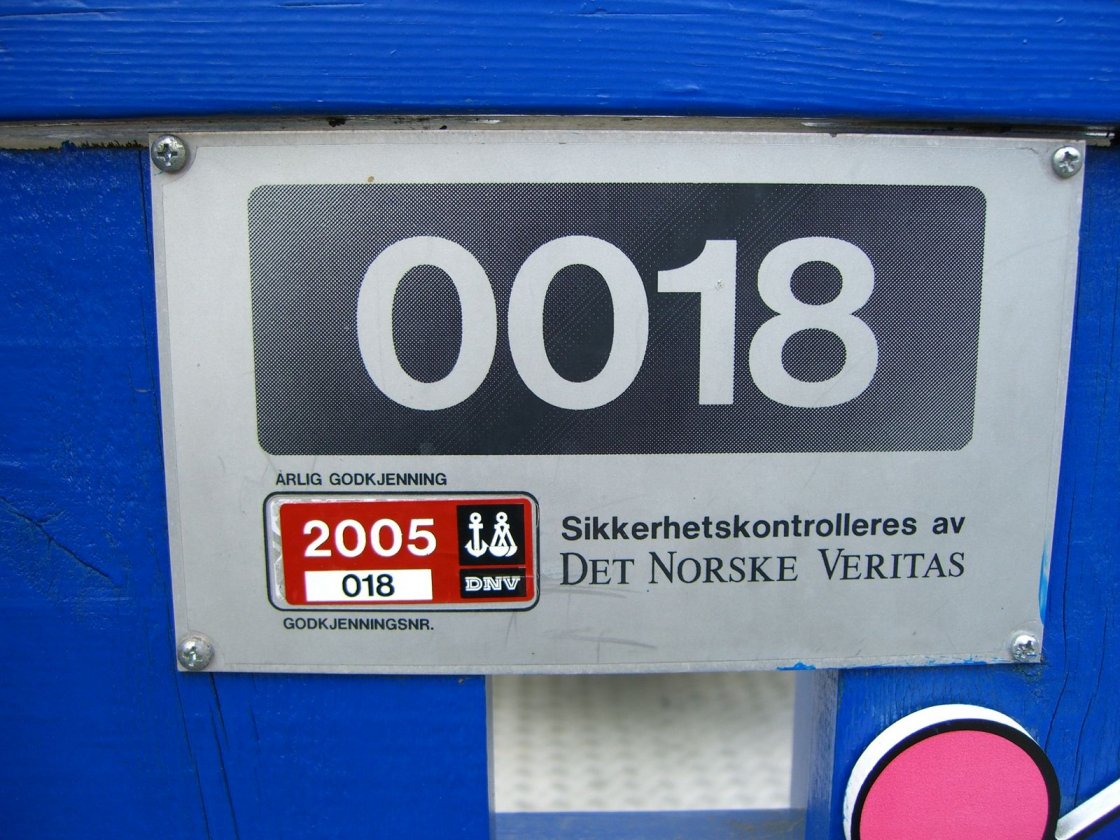 0018
ÅRLIG GODKJENNING
2005
018
DNV
GODKJENNINGSNR.
Sikkerhetskontrolleres av
DET NORSKE VERITAS